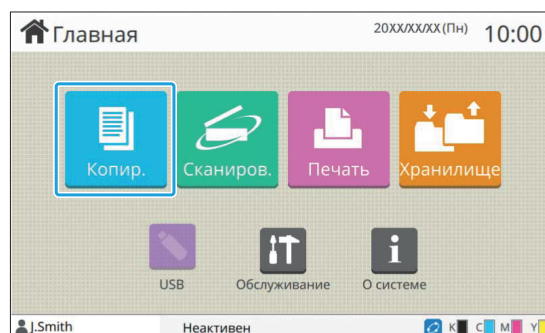 Главная 20XX/XX/XX (Пн) 10:00
Копир. Сканиров. Печать Хранилище
USB Обслуживание О системе
J.Smith Неактивен K C M Y